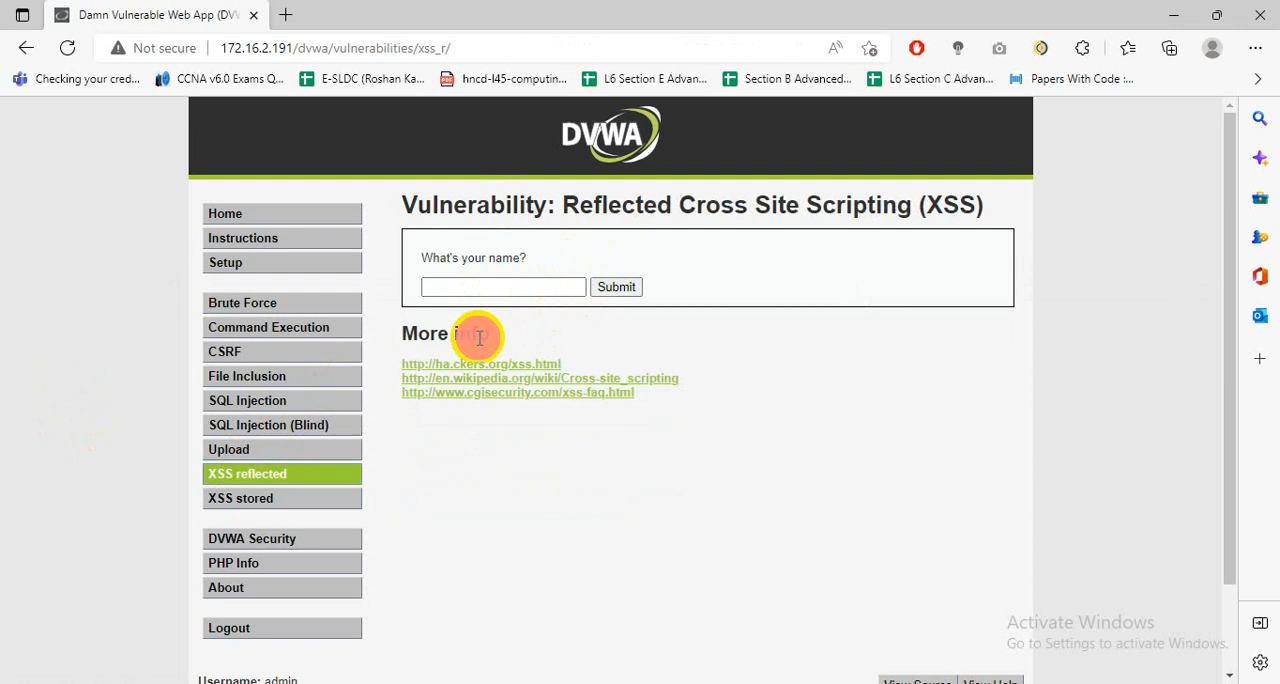 Damn Vulnerable Web App (DV
Not secure 172.16.2.191/dvwa/vulnerabilities/xss_r/
Checking your cred... CCNA v6.0 Exams Q... E-SLDC (Roshan Ka... hncd-l45-computin... L6 Section E Advan... Section B Advanced... L6 Section C Advan... Papers With Code :...
DVWA
Home
Instructions
Setup
Brute Force
Command Execution
CSRF
File Inclusion
SQL Injection
SQL Injection (Blind)
Upload
XSS reflected
XSS stored
DVWA Security
PHP Info
About
Logout
Vulnerability: Reflected Cross Site Scripting (XSS)
What's your name?
Submit
More info
http://ha.ckers.org/xss.html
http://en.wikipedia.org/wiki/Cross-site_scripting
http://www.cgisecurity.com/xss-faq.html
Activate Windows
Go to Settings to activate Windows.
Username: admin
View Source View Help